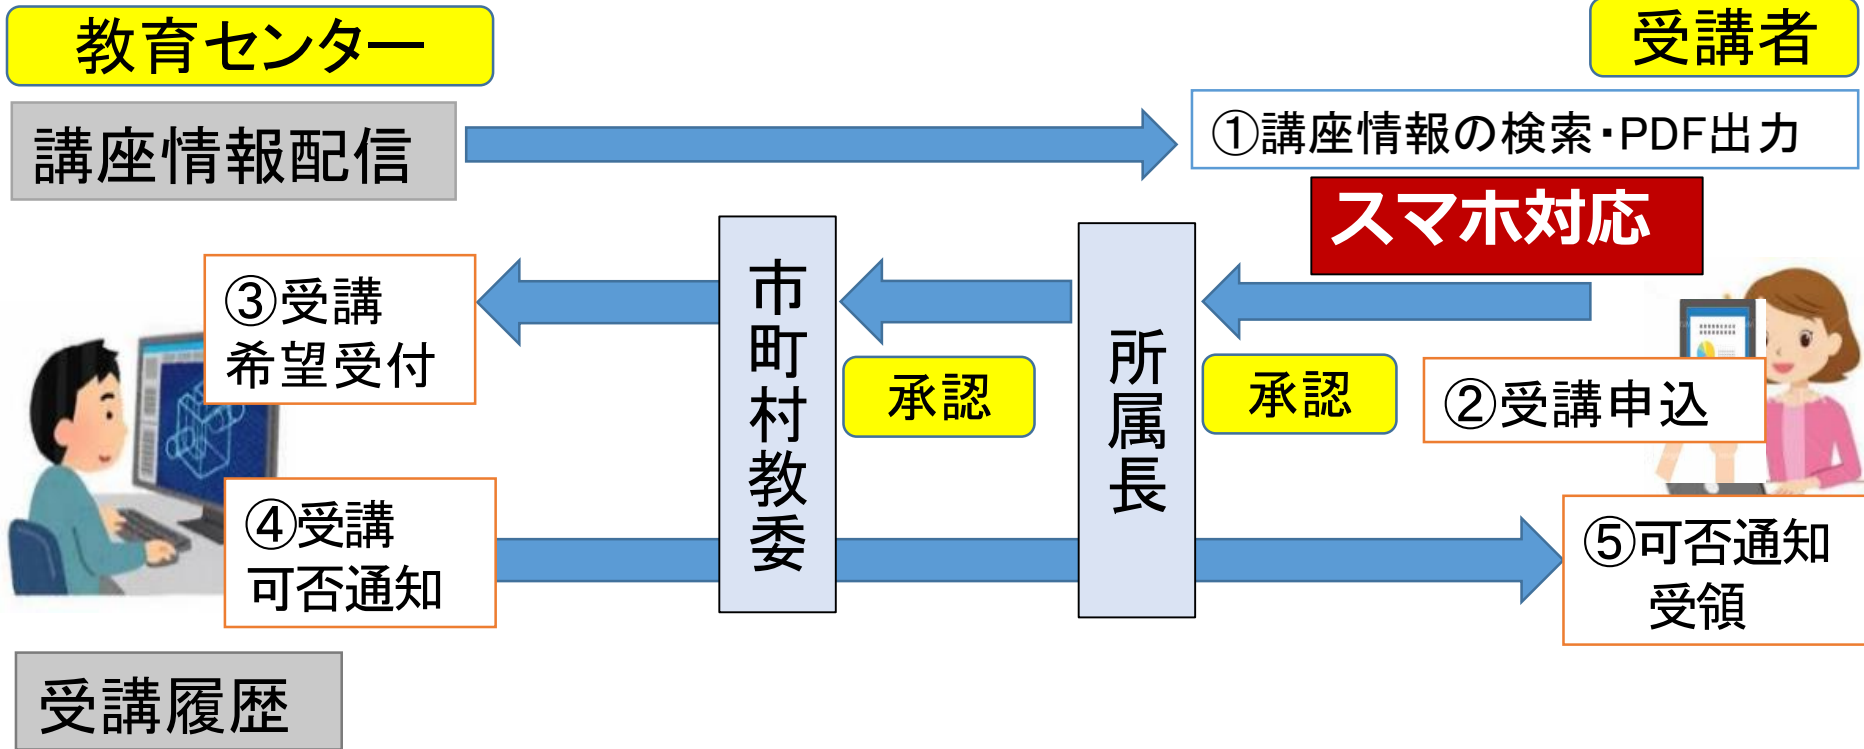 教育センター
受講者
講座情報配信
①講座情報の検索・PDF出力
スマホ対応
③受講
希望受付
市町村教委
承認
所属長
承認
②受講申込
④受講
可否通知
⑤可否通知
受領
受講履歴